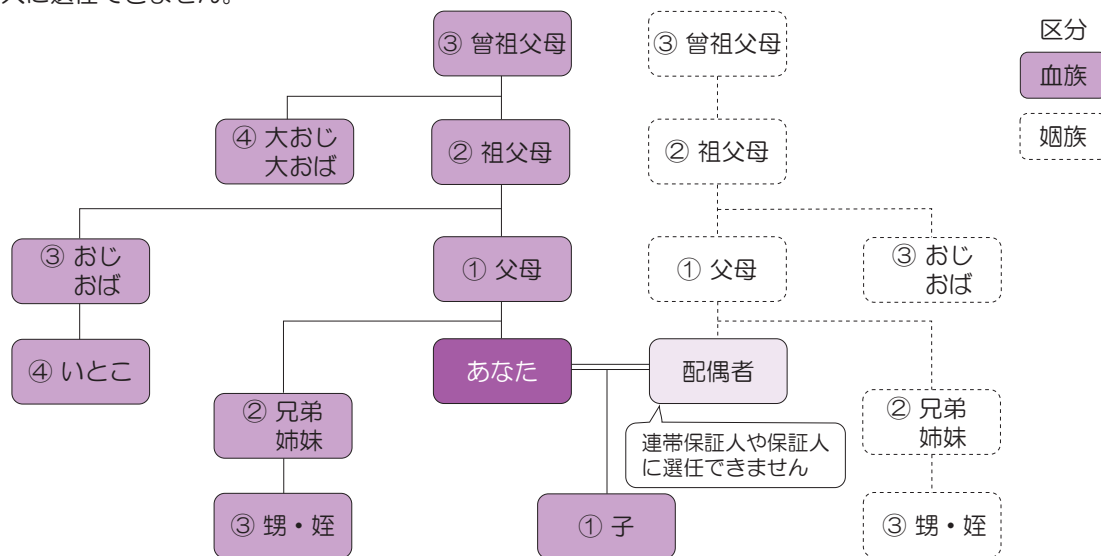 人に選任できません。
③ 曾祖父母
③ 曾祖父母
区分
血族
姻族
④ 大おじ
大おば
② 祖父母
② 祖父母
③ おじ
おば
① 父母
① 父母
③ おじ
おば
④ いとこ
あなた
配偶者
② 兄弟
姉妹
連帯保証人や保証人
に選任できません
② 兄弟
姉妹
③ 甥・姪
① 子
③ 甥・姪